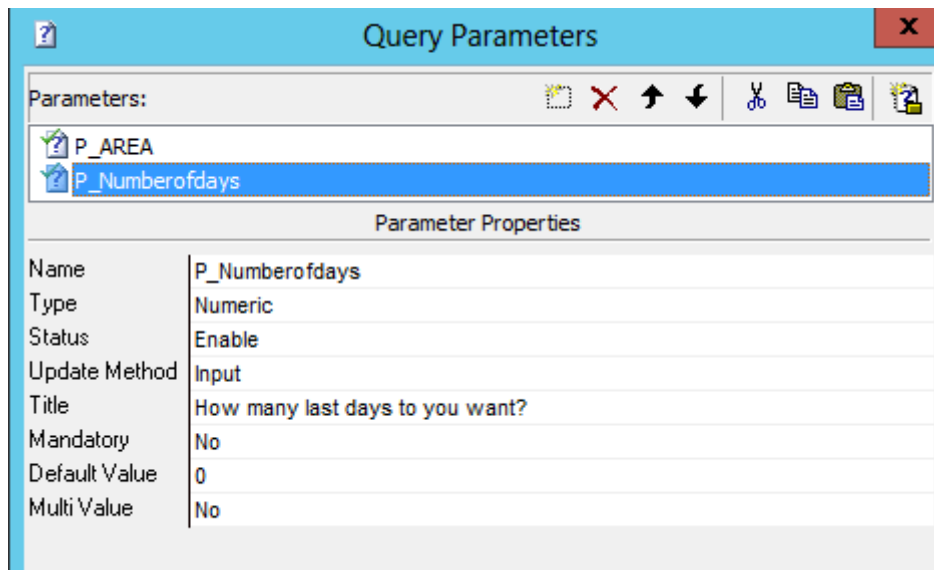 Query Parameters
x
Parameters:
P_AREA
P_Numberofdays
Parameter Properties
Name P_Numberofdays
Type Numeric
Status Enable
Update Method Input
Title How many last days to you want?
Mandatory No
Default Value 0
Multi Value No